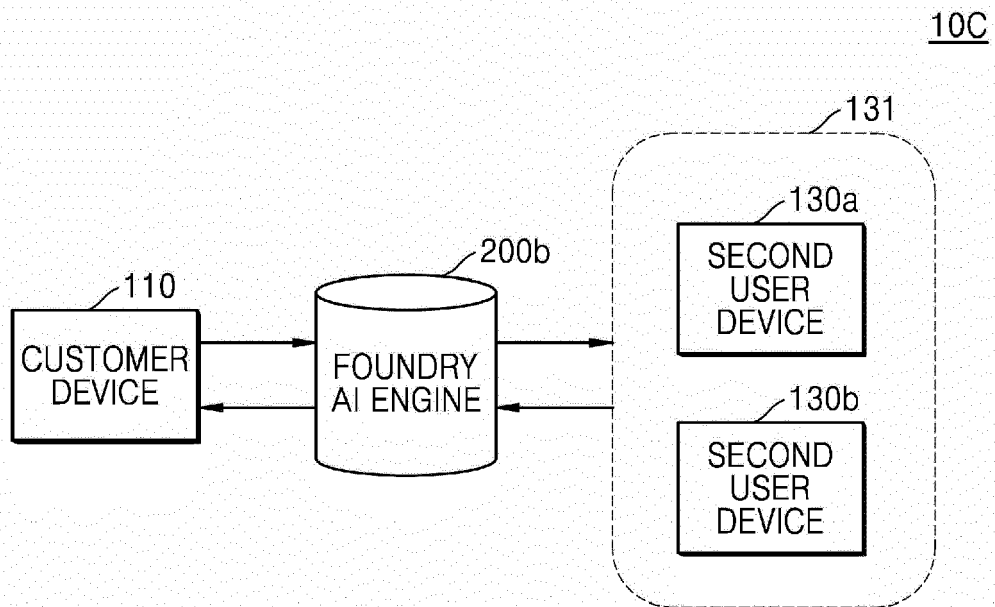 10C
131
130a
SECOND
USER
DEVICE
200b
110
CUSTOMER
DEVICE
FOUNDRY
AI ENGINE
130b
SECOND
USER
DEVICE